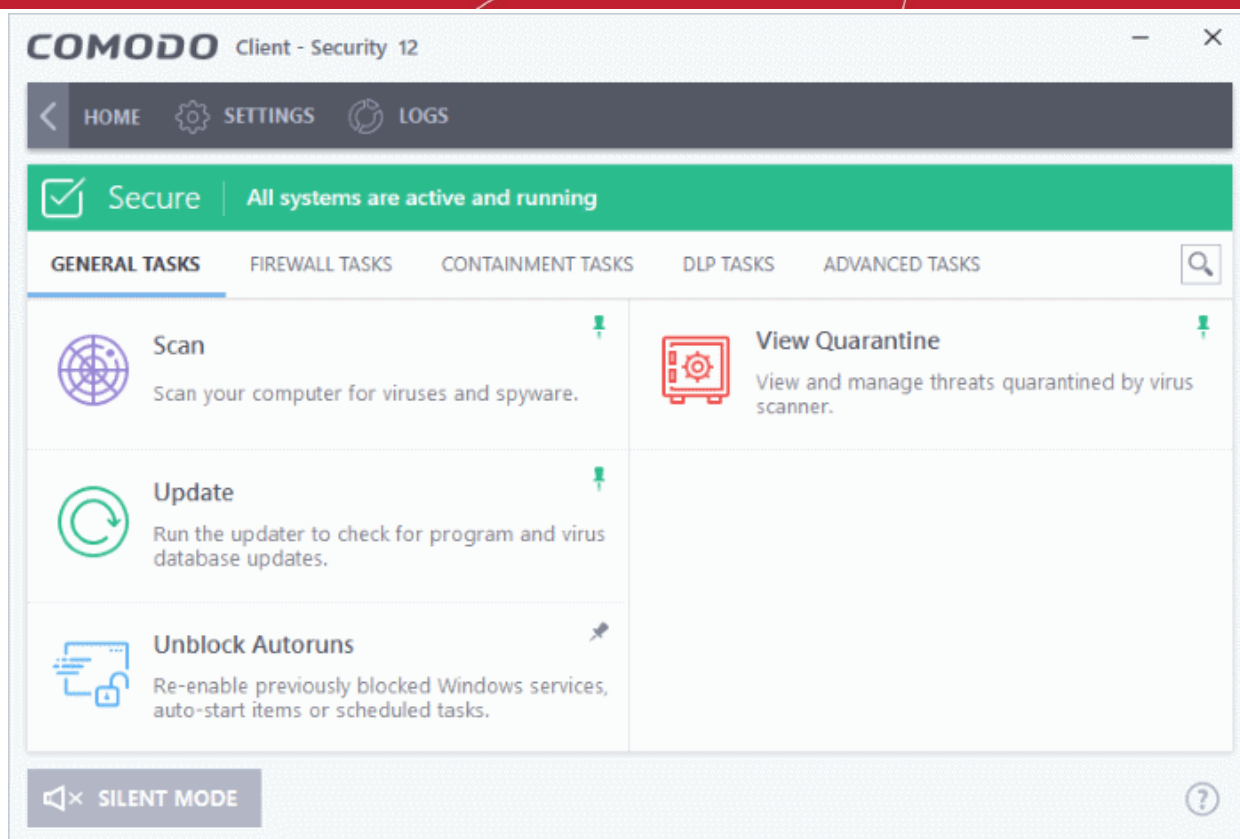 COMODO Client - Security 12
HOME SETTINGS LOGS
Secure All systems are active and running
GENERAL TASKS FIREWALL TASKS CONTAINMENT TASKS DLP TASKS ADVANCED TASKS
Scan
Scan your computer for viruses and spyware.
View Quarantine
View and manage threats quarantined by virus
scanner.
Update
Run the updater to check for program and virus
database updates.
Unblock Autoruns
Re-enable previously blocked Windows services,
auto-start items or scheduled tasks.
SILENT MODE
?